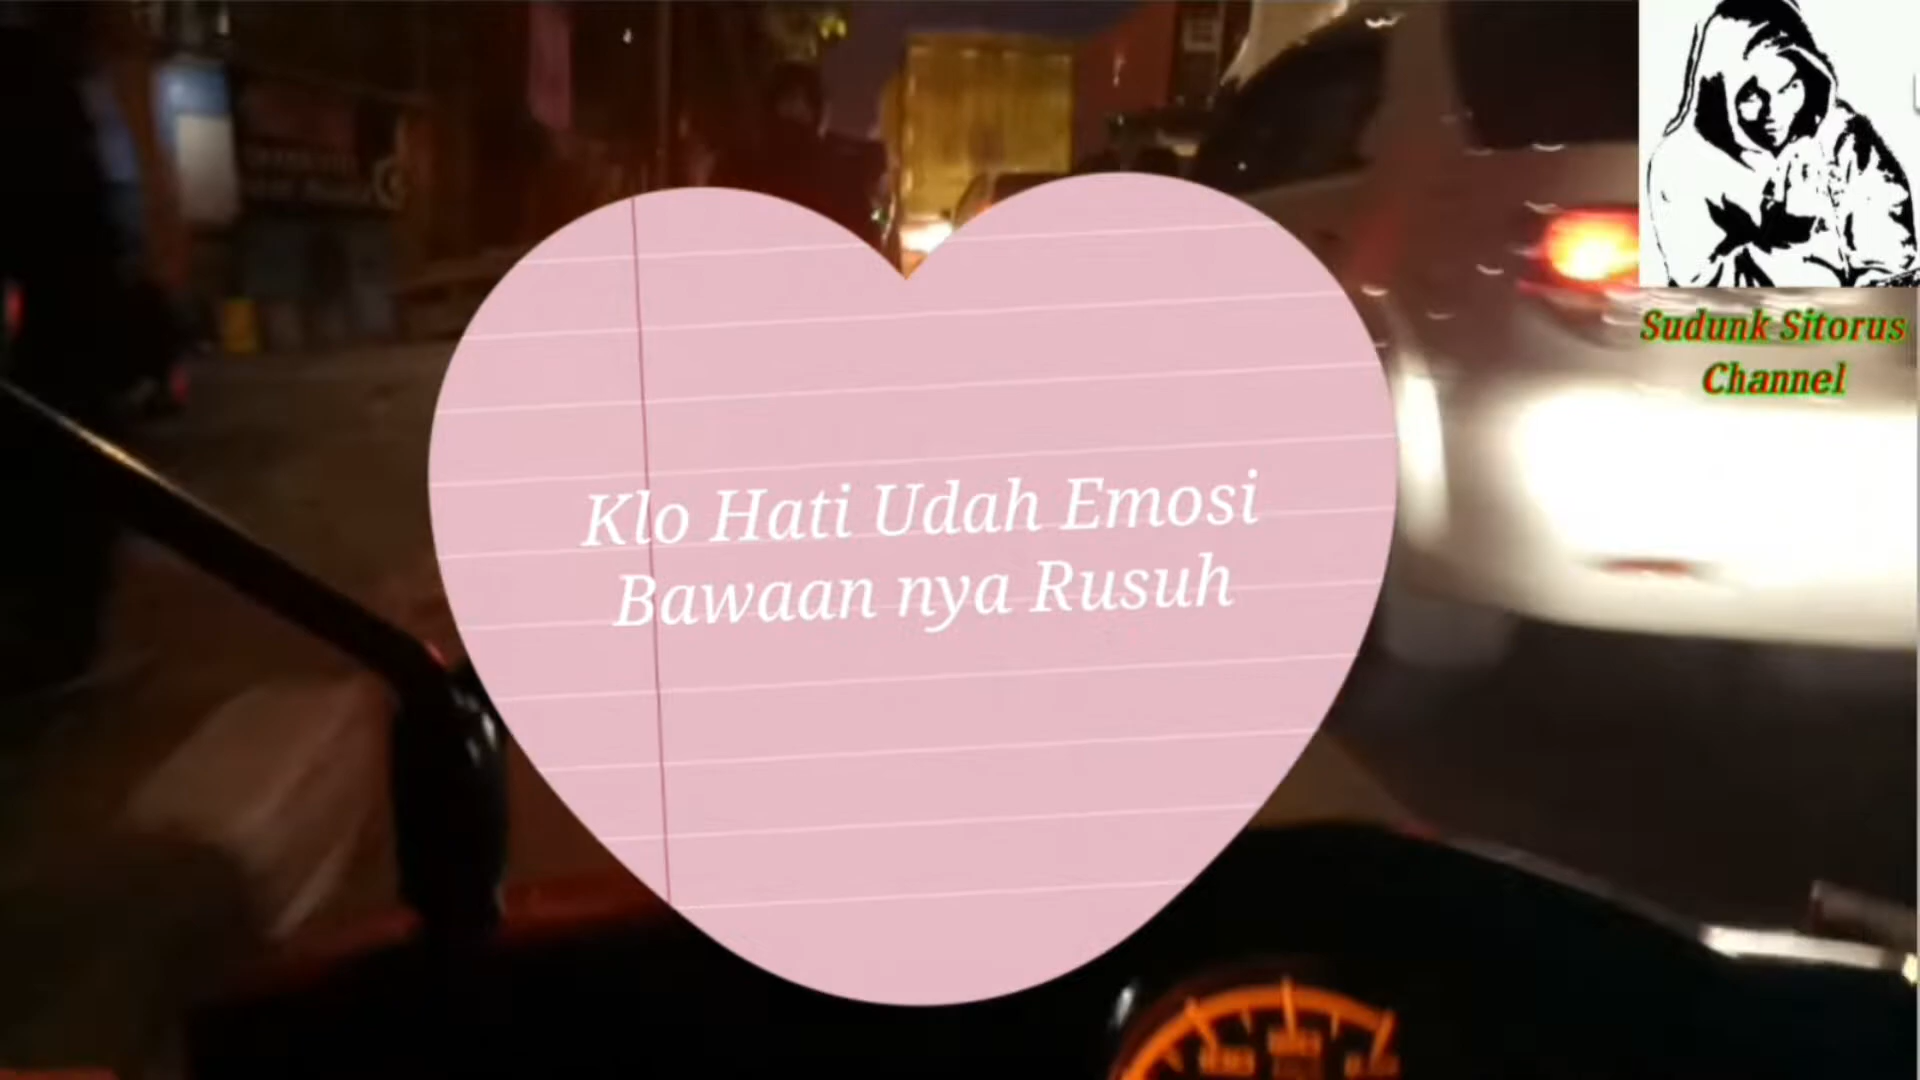 Klo Hati Udah Emosi
Bawaan nya Rusuh
Sudunk Sitorus
Channel